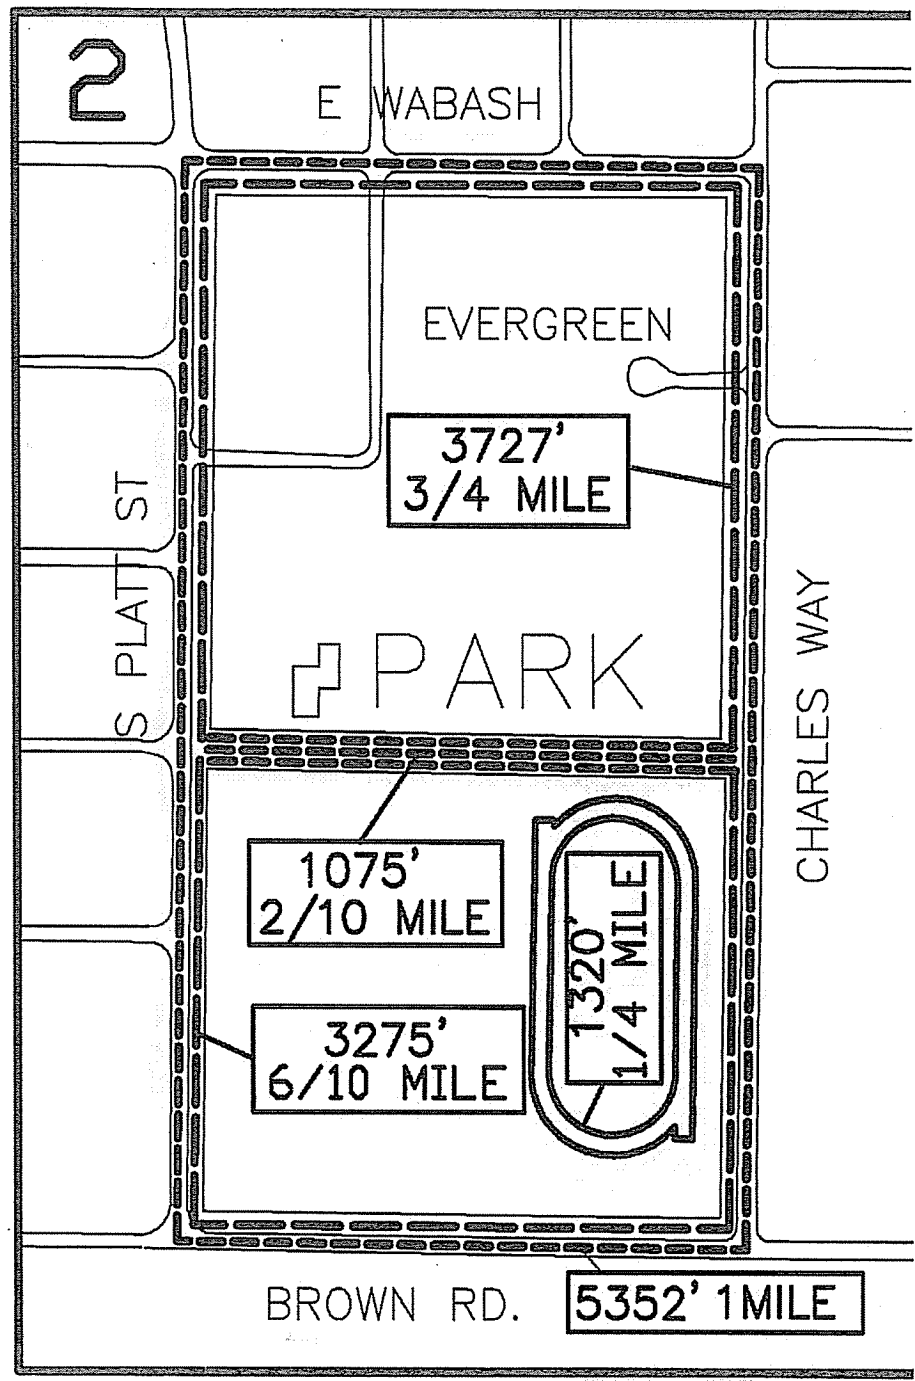 2
E WABASH
EVERGREEN
3727'
3/4 MILE
S PLATT ST
PARK
CHARLES WAY
1075'
2/10 MILE
1320'
1/4 MILE
3275'
6/10 MILE
BROWN RD.
5352' 1MILE